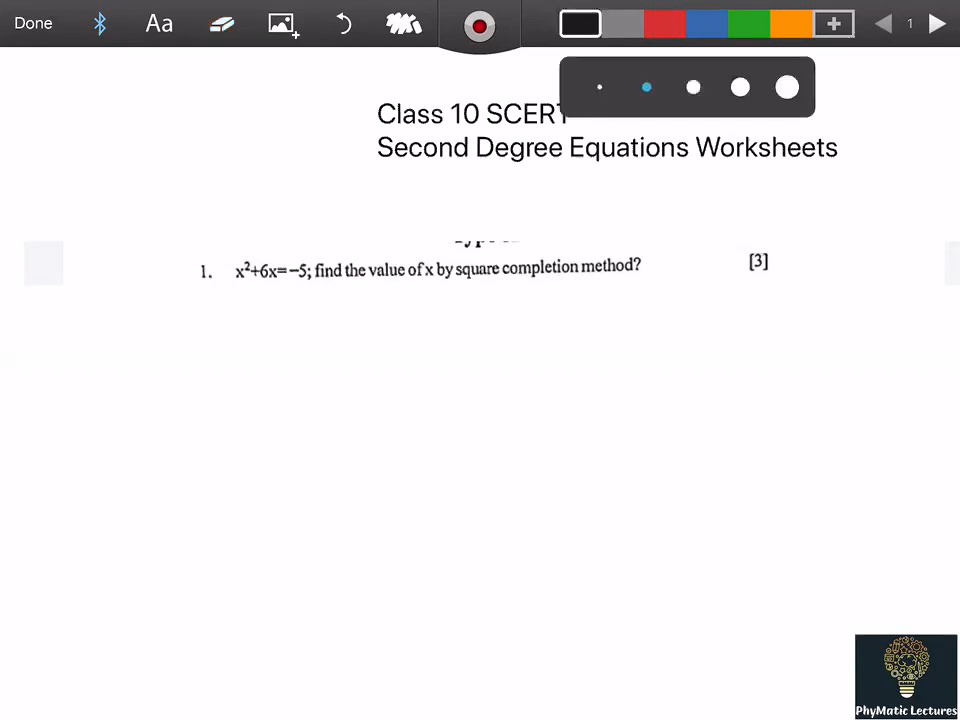 Done
Aa
1
Class 10 SCERT
Second Degree Equations Worksheets
1. x²+6x=−5; find the value of x by square completion method? [3]
PhyMatic Lectures